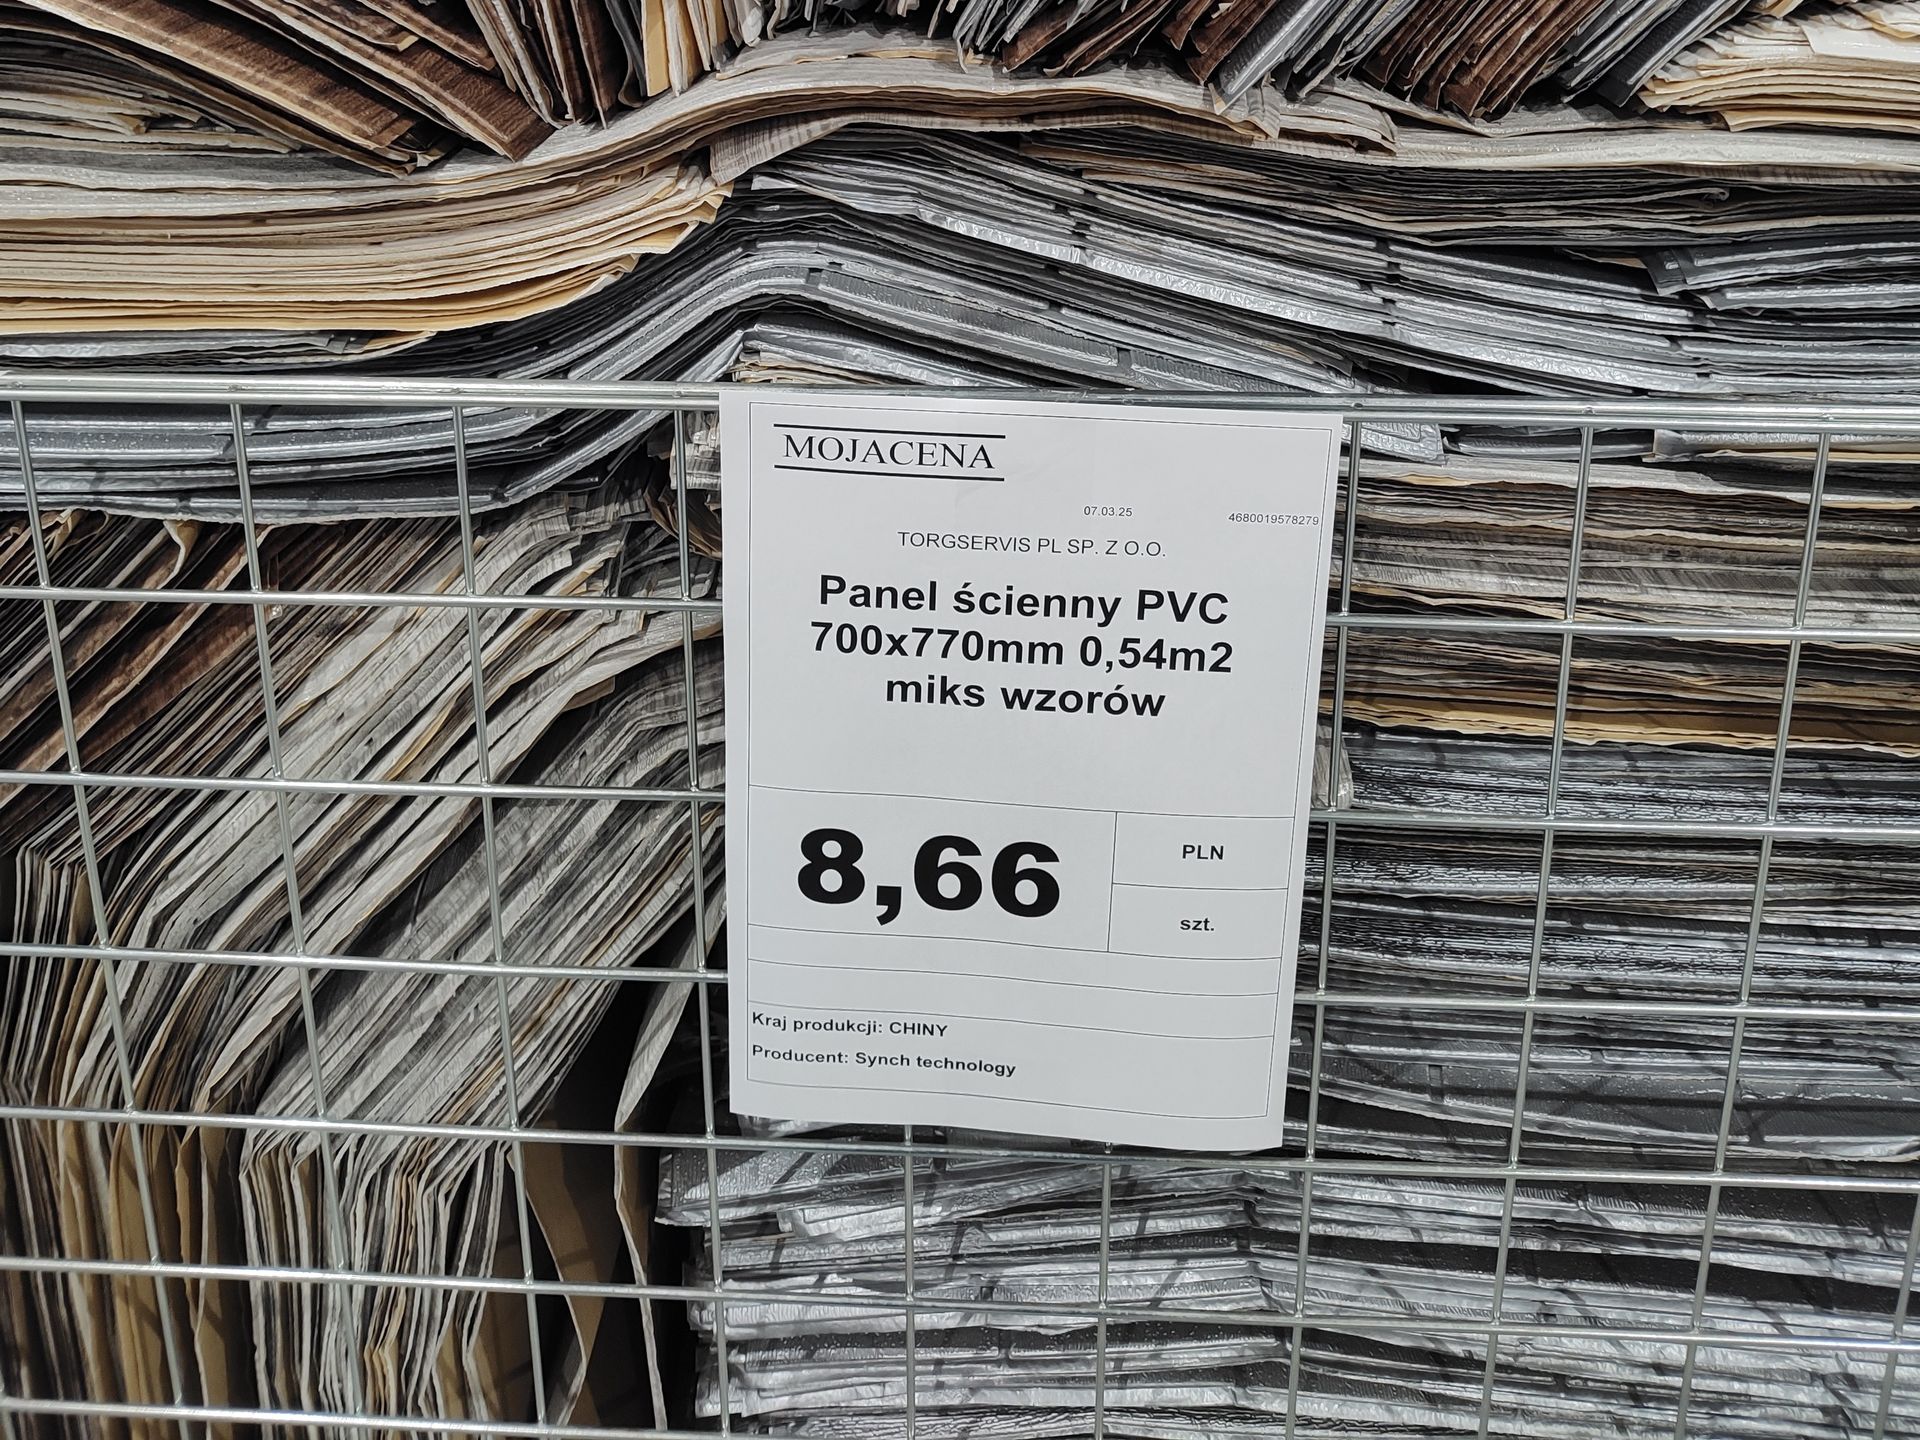 MOJACENA
07.03.25
4680019578279
TORGSERVIS PL SP. Z O.O.
Panel ścienny PVC
700x770mm 0,54m2
miks wzorów
8,66
PLN
szt.
Kraj produkcji: CHINY
Producent: Synch technology